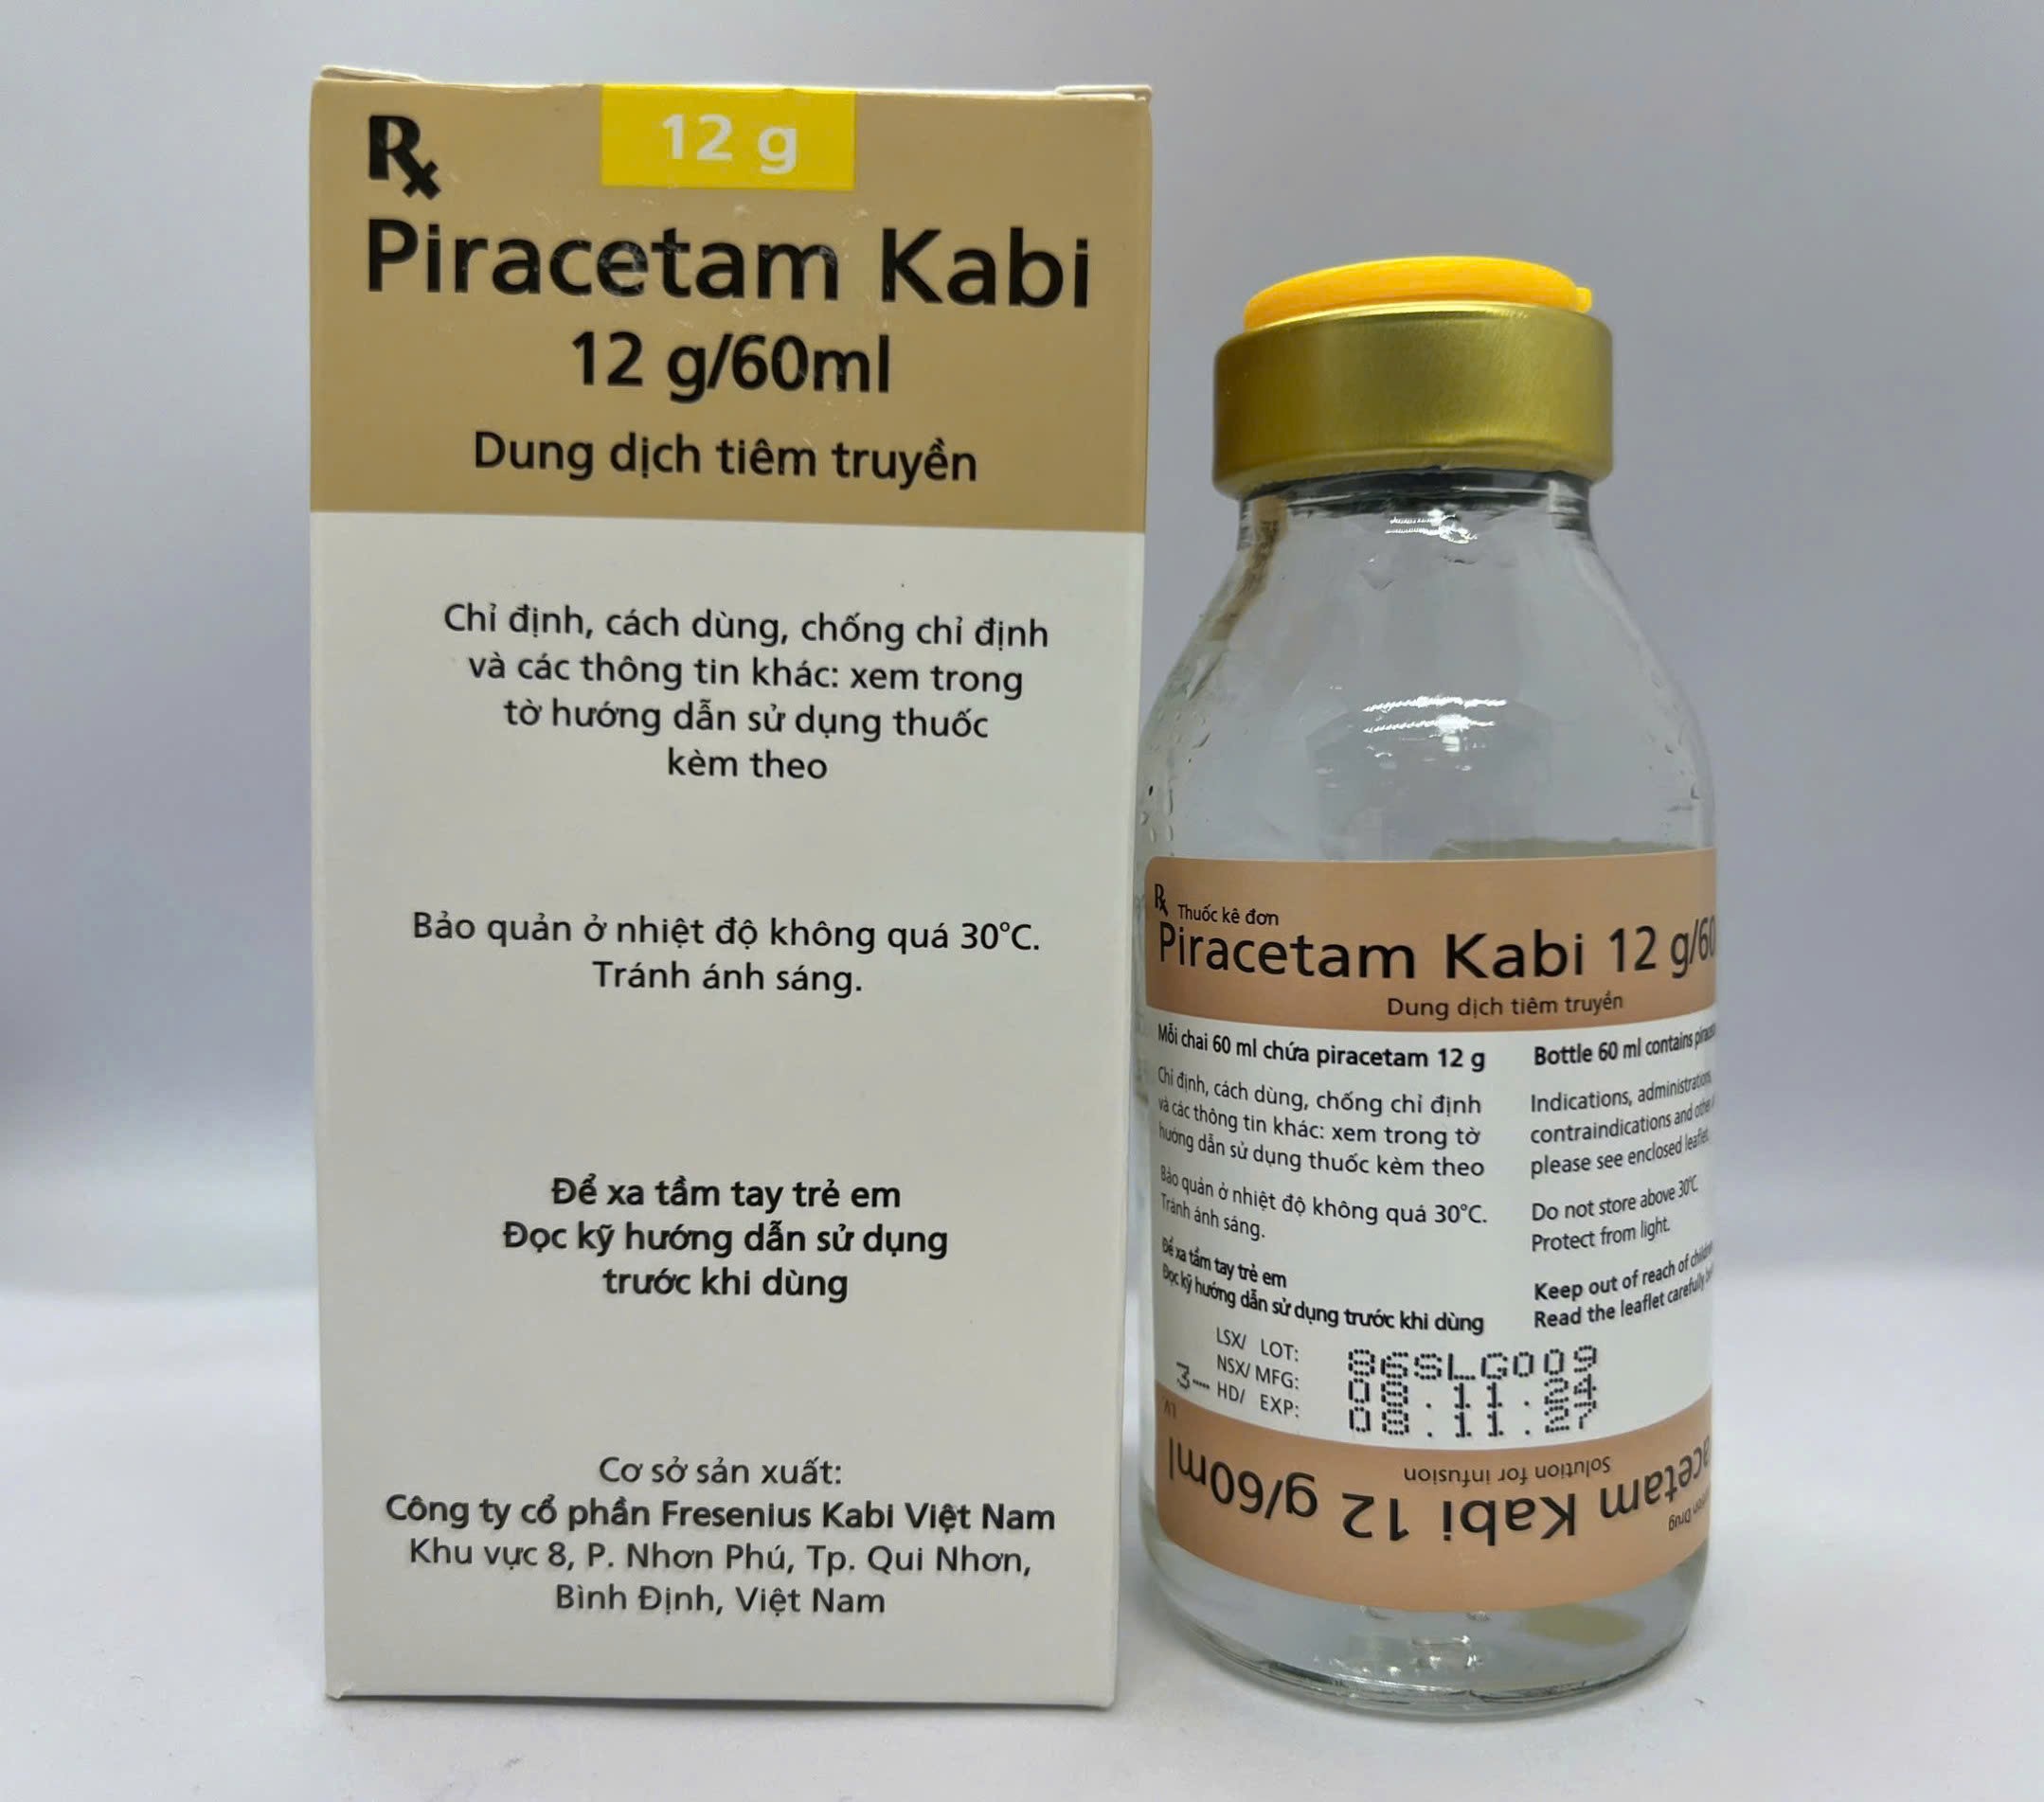 Rx
12 g
Piracetam Kabi
12 g/60ml
Dung dịch tiêm truyền
Chỉ định, cách dùng, chống chỉ định
và các thông tin khác: xem trong
tờ hướng dẫn sử dụng thuốc
kèm theo
Bảo quản ở nhiệt độ không quá 30°C.
Tránh ánh sáng.
Để xa tầm tay trẻ em
Đọc kỹ hướng dẫn sử dụng
trước khi dùng
Cơ sở sản xuất:
Công ty cổ phần Fresenius Kabi Việt Nam
Khu vực 8, P. Nhơn Phú, Tp. Qui Nhơn,
Bình Định, Việt Nam
Rx Thuốc kê đơn
Piracetam Kabi 12 g/60
Dung dịch tiêm truyền
Mỗi chai 60 ml chứa piracetam 12 g
Chỉ định, cách dùng, chống chỉ định
và các thông tin khác: xem trong tờ
hướng dẫn sử dụng thuốc kèm theo
Bảo quản ở nhiệt độ không quá 30°C.
Tránh ánh sáng.
Để xa tầm tay trẻ em
Đọc kỹ hướng dẫn sử dụng trước khi dùng
Bottle 60 ml contains
Indications, administration,
contraindications and
please see enclosed leaflet
Do not store above 30°C
Protect from light.
Keep out of reach of
Read the leaflet carefully
LSX/ LOT: 86SLG009
NSX/ MFG: 08.11.24
3 HD/ EXP: 08.11.27
Solution for infusion
Kabi 12 g/60ml
Drug